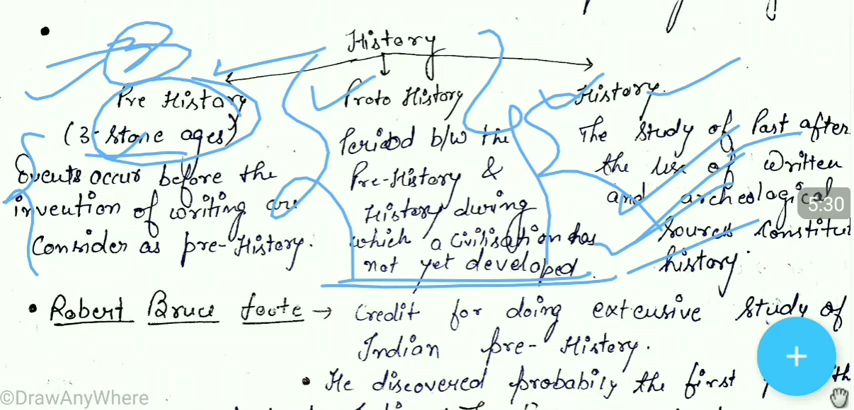 History
Pre History
(3-stone ages)
Events occur before the
invention of writing are
Consider as pre-History.
Proto History
Period b/w the
Pre-History &
History during
which a civilisation has
not yet developed.
History.
The study of Past after
the use of written
and archeological
Sources constitut
history.
5:30
• Robert Bruce foote → Credit for doing extensive study of
Indian pre-History.
• He discovered probabily the first
©DrawAnyWhere